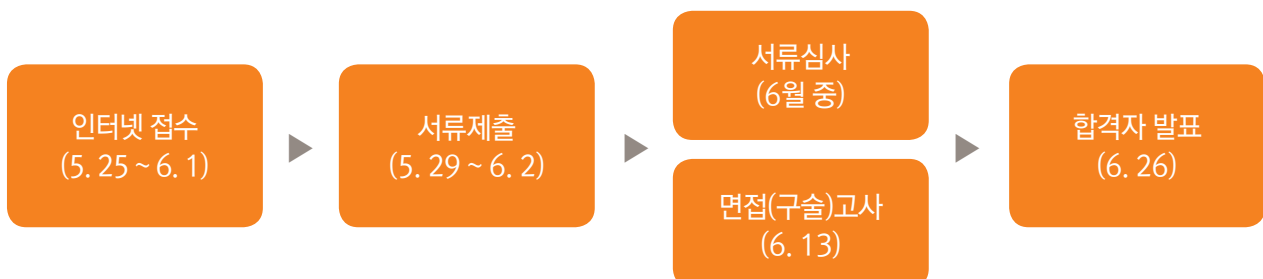 인터넷 접수
(5. 25 ~ 6. 1)
서류제출
(5. 29 ~ 6. 2)
서류심사
(6월 중)
면접(구술)고사
(6. 13)
합격자 발표
(6. 26)